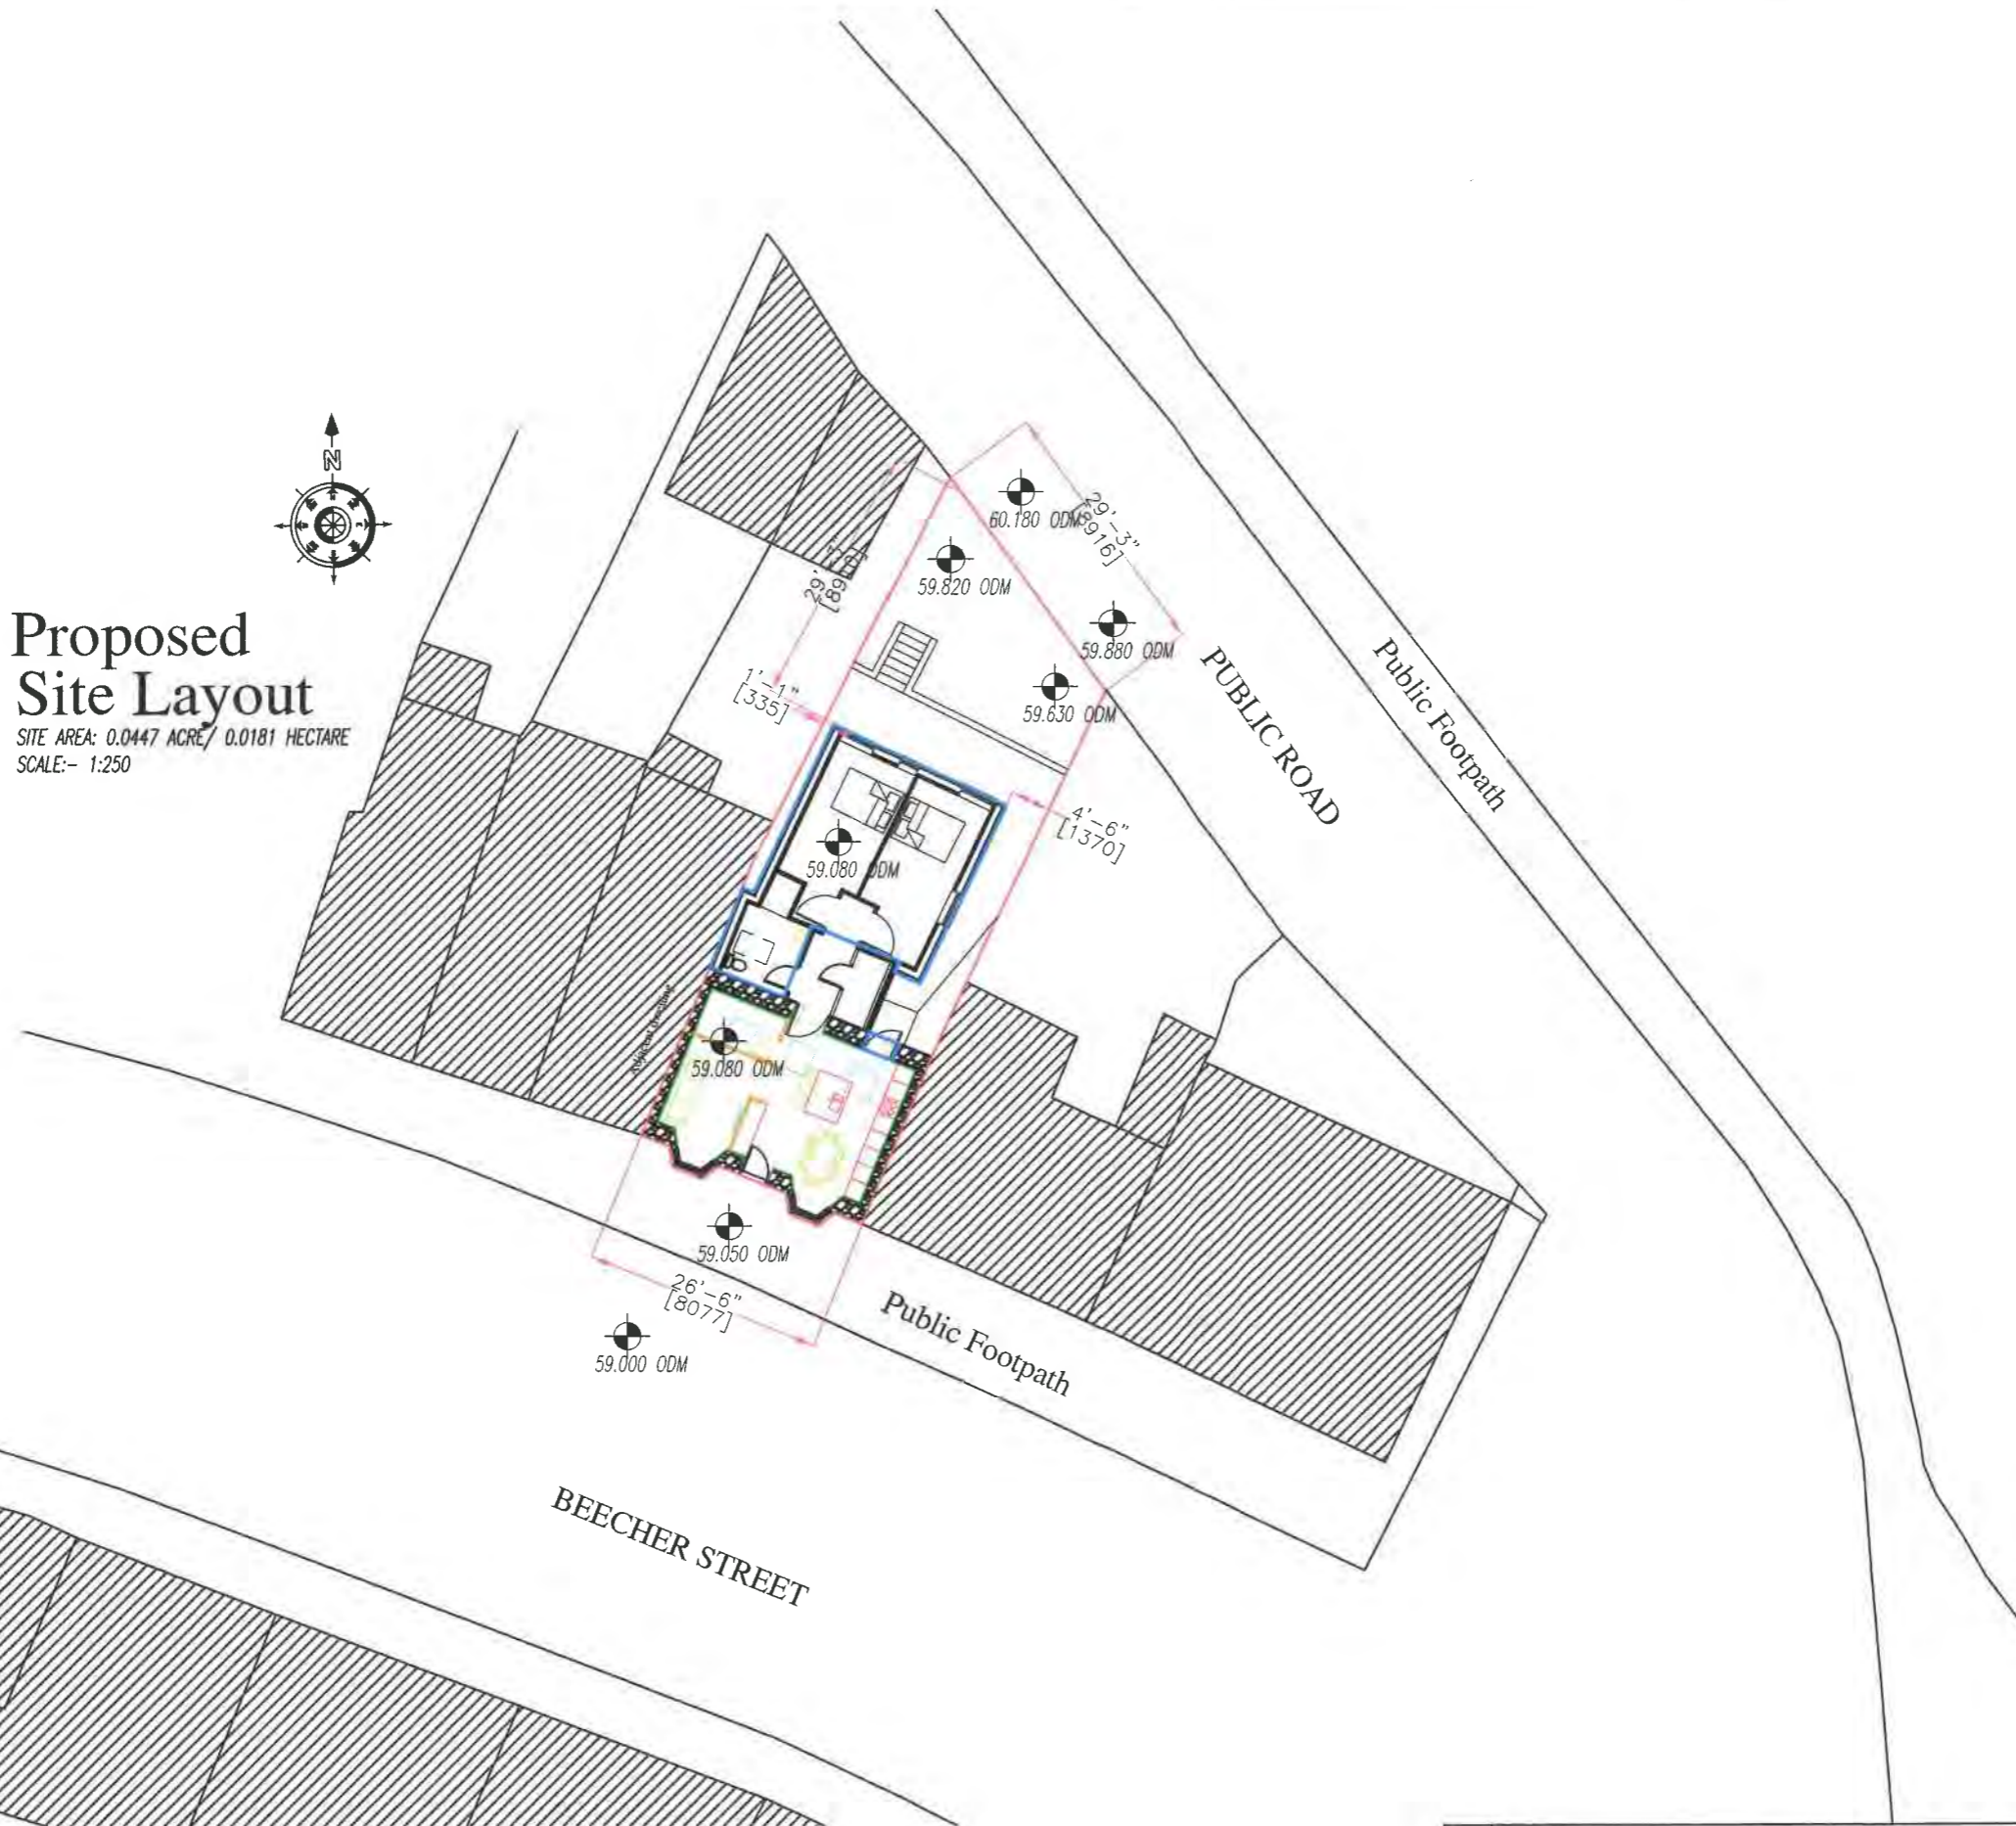 N
Proposed
Site Layout
SITE AREA: 0.0447 ACRE/ 0.0181 HECTARE
SCALE:- 1:250
60.180 ODM
29'-3"
[8916]
59.820 ODM
59.880 ODM
59.630 ODM
1'-1"
[335]
4'-6"
[1370]
59.080 ODM
PUBLIC ROAD
Public Footpath
Adjacent dwelling
59.080 ODM
59.050 ODM
26'-6"
[8077]
59.000 ODM
Public Footpath
BEECHER STREET